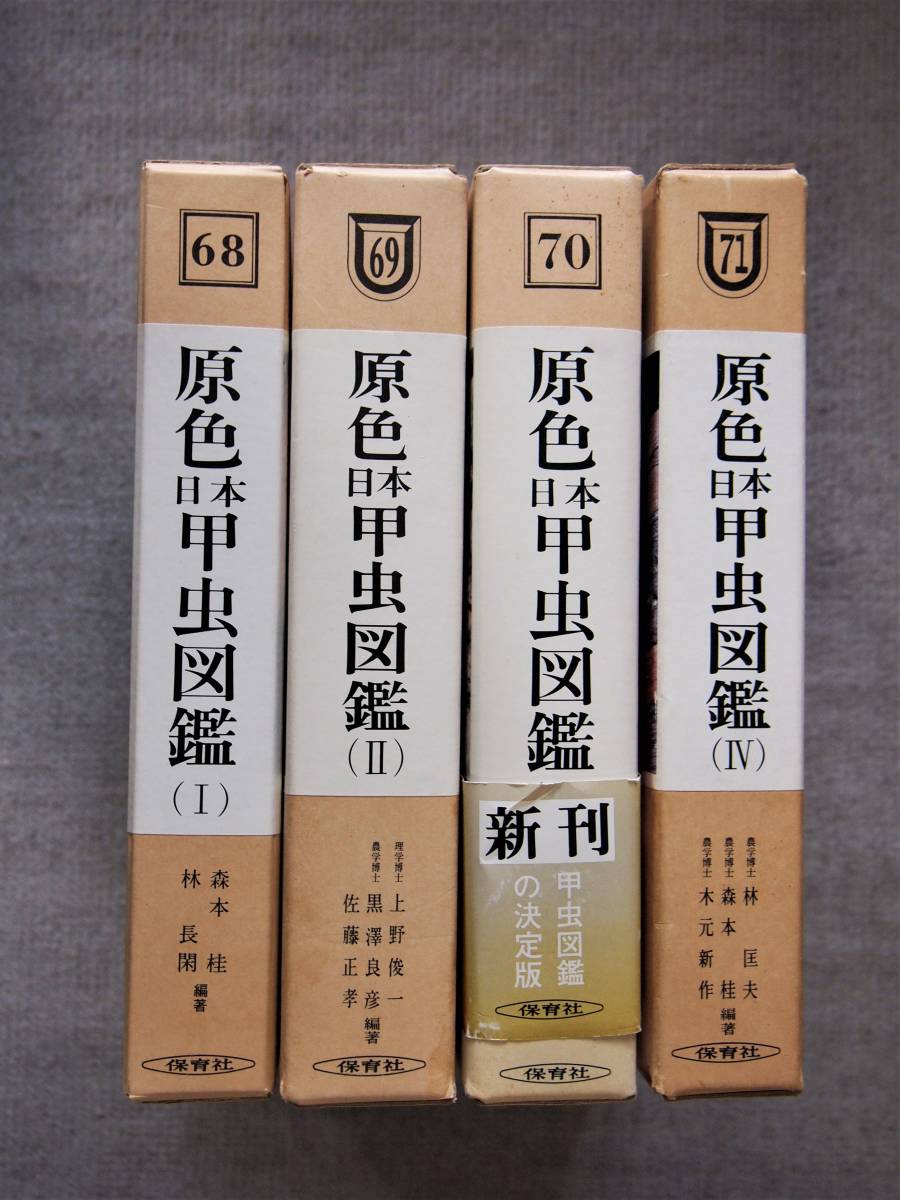 68
原色日本甲虫図鑑
(I)
森本 桂
林 長閑 編著
保育社
69
原色日本甲虫図鑑
(II)
理学博士 上野俊一
農学博士 黒澤良彦
佐藤正孝 編著
保育社
70
原色日本甲虫図鑑
新刊
甲虫図鑑
の決定版
保育社
保育社
71
原色日本甲虫図鑑
(IV)
農学博士 林 匡夫
農学博士 森本 桂
農学博士 木元新作 編著
保育社